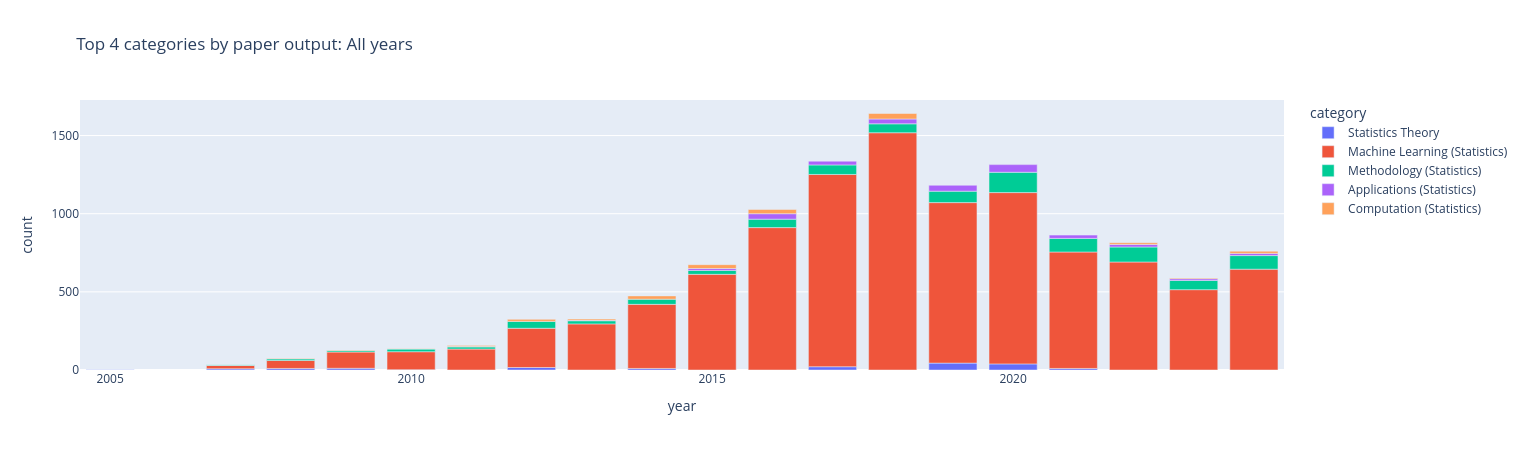 Top 4 categories by paper output: All years
count
1500
1000
500
0
2005
2010
2015
2020
year
category
Statistics Theory
Machine Learning (Statistics)
Methodology (Statistics)
Applications (Statistics)
Computation (Statistics)